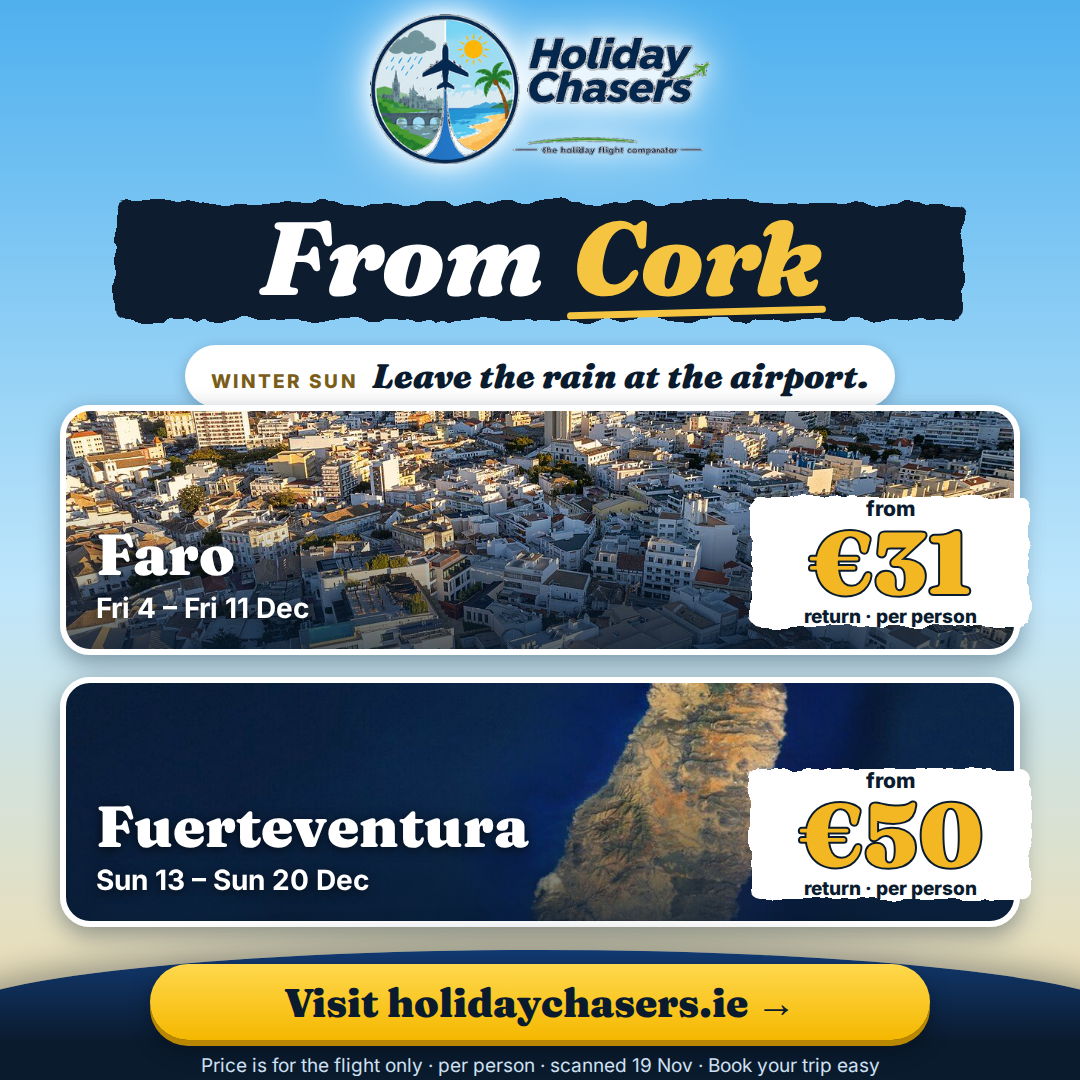 Holiday
Chasers
the holiday flight comparator
From Cork
WINTER SUN Leave the rain at the airport.
Faro
Fri 4 – Fri 11 Dec
from
€31
return · per person
Fuerteventura
Sun 13 – Sun 20 Dec
from
€50
return · per person
Visit holidaychasers.ie →
Price is for the flight only · per person · scanned 19 Nov · Book your trip easy